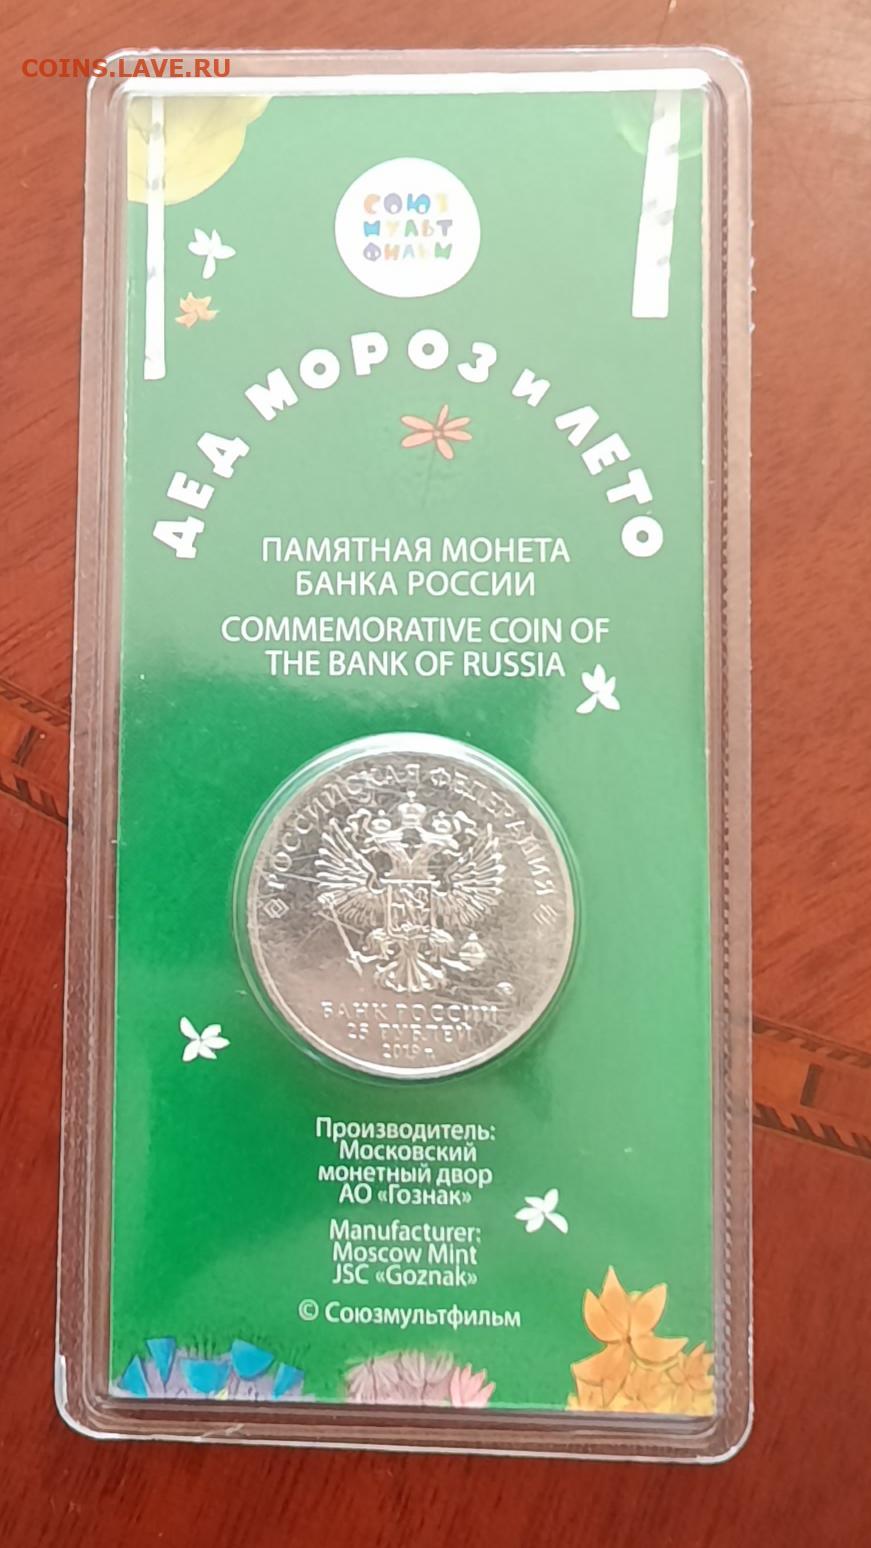 COINS.LAVE.RU
СОЮЗ
МУЛЬТ
ФИЛЬМ
ДЕД МОРОЗ и ЛЕТО
ПАМЯТНАЯ МОНЕТА
БАНКА РОССИИ
COMMEMORATIVE COIN OF
THE BANK OF RUSSIA
РОССИЙСКАЯ ФЕДЕРАЦИЯ
БАНК РОССИИ
25 РУБЛЕЙ
2019 г.
Производитель:
Московский
монетный двор
АО «Гознак»
Manufacturer:
Moscow Mint
JSC «Goznak»
© Союзмультфильм